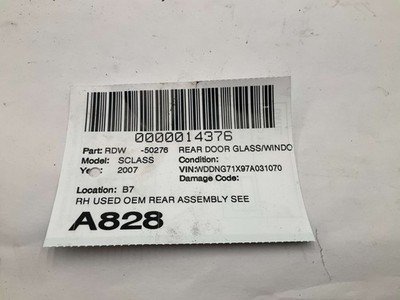 0000014376
Part: RDW -50276 REAR DOOR GLASS/WINDO
Model: SCLASS Condition:
Year: 2007 VIN:WDDNG71X97A031070
Damage Code:
Location: B7
RH USED OEM REAR ASSEMBLY SEE
A828